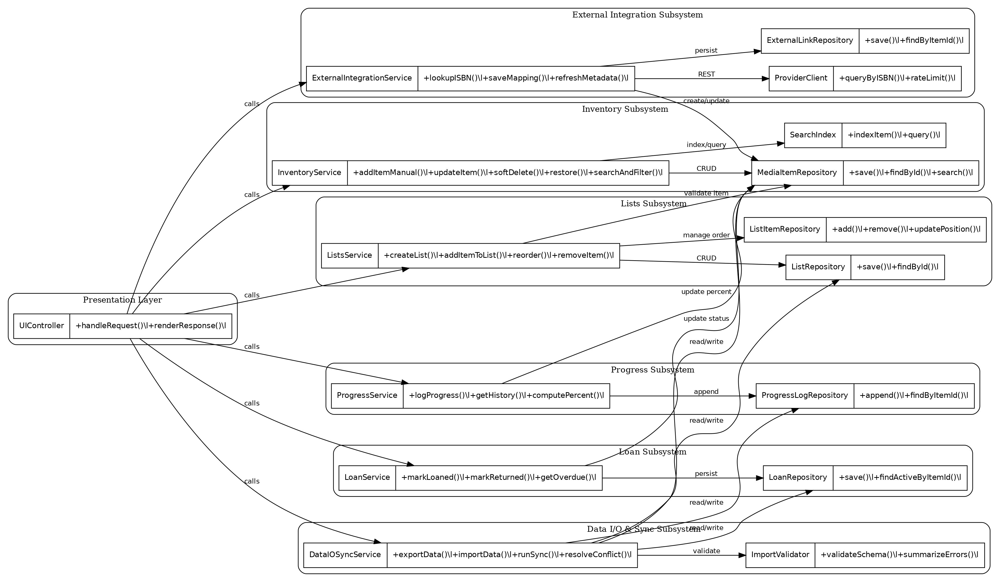 External Integration Subsystem
ExternalLinkRepository
+save()\l+findByItemId()\l
persist
ExternalIntegrationService
+lookupISBN()\l+saveMapping()\l+refreshMetadata()\l
REST
ProviderClient
+queryByISBN()\l+rateLimit()\l
create/update
calls
Inventory Subsystem
SearchIndex
+indexItem()\l+query()\l
index/query
InventoryService
+addItemManual()\l+updateItem()\l+softDelete()\l+restore()\l+searchAndFilter()\l
CRUD
MediaItemRepository
+save()\l+findById()\l+search()\l
calls
validate item
Lists Subsystem
ListItemRepository
+add()\l+remove()\l+updatePosition()\l
manage order
ListsService
+createList()\l+addItemToList()\l+reorder()\l+removeItem()\l
CRUD
ListRepository
+save()\l+findById()\l
update percent
calls
Presentation Layer
UIController
+handleRequest()\l+renderResponse()\l
update status
read/write
calls
Progress Subsystem
ProgressService
+logProgress()\l+getHistory()\l+computePercent()\l
append
ProgressLogRepository
+append()\l+findByItemId()\l
calls
read/write
Loan Subsystem
LoanService
+markLoaned()\l+markReturned()\l+getOverdue()\l
persist
LoanRepository
+save()\l+findActiveByItemId()\l
calls
read/write
Data I/O & Sync Subsystem
read/write
DataIOSyncService
+exportData()\l+importData()\l+runSync()\l+resolveConflict()\l
validate
ImportValidator
+validateSchema()\l+summarizeErrors()\l